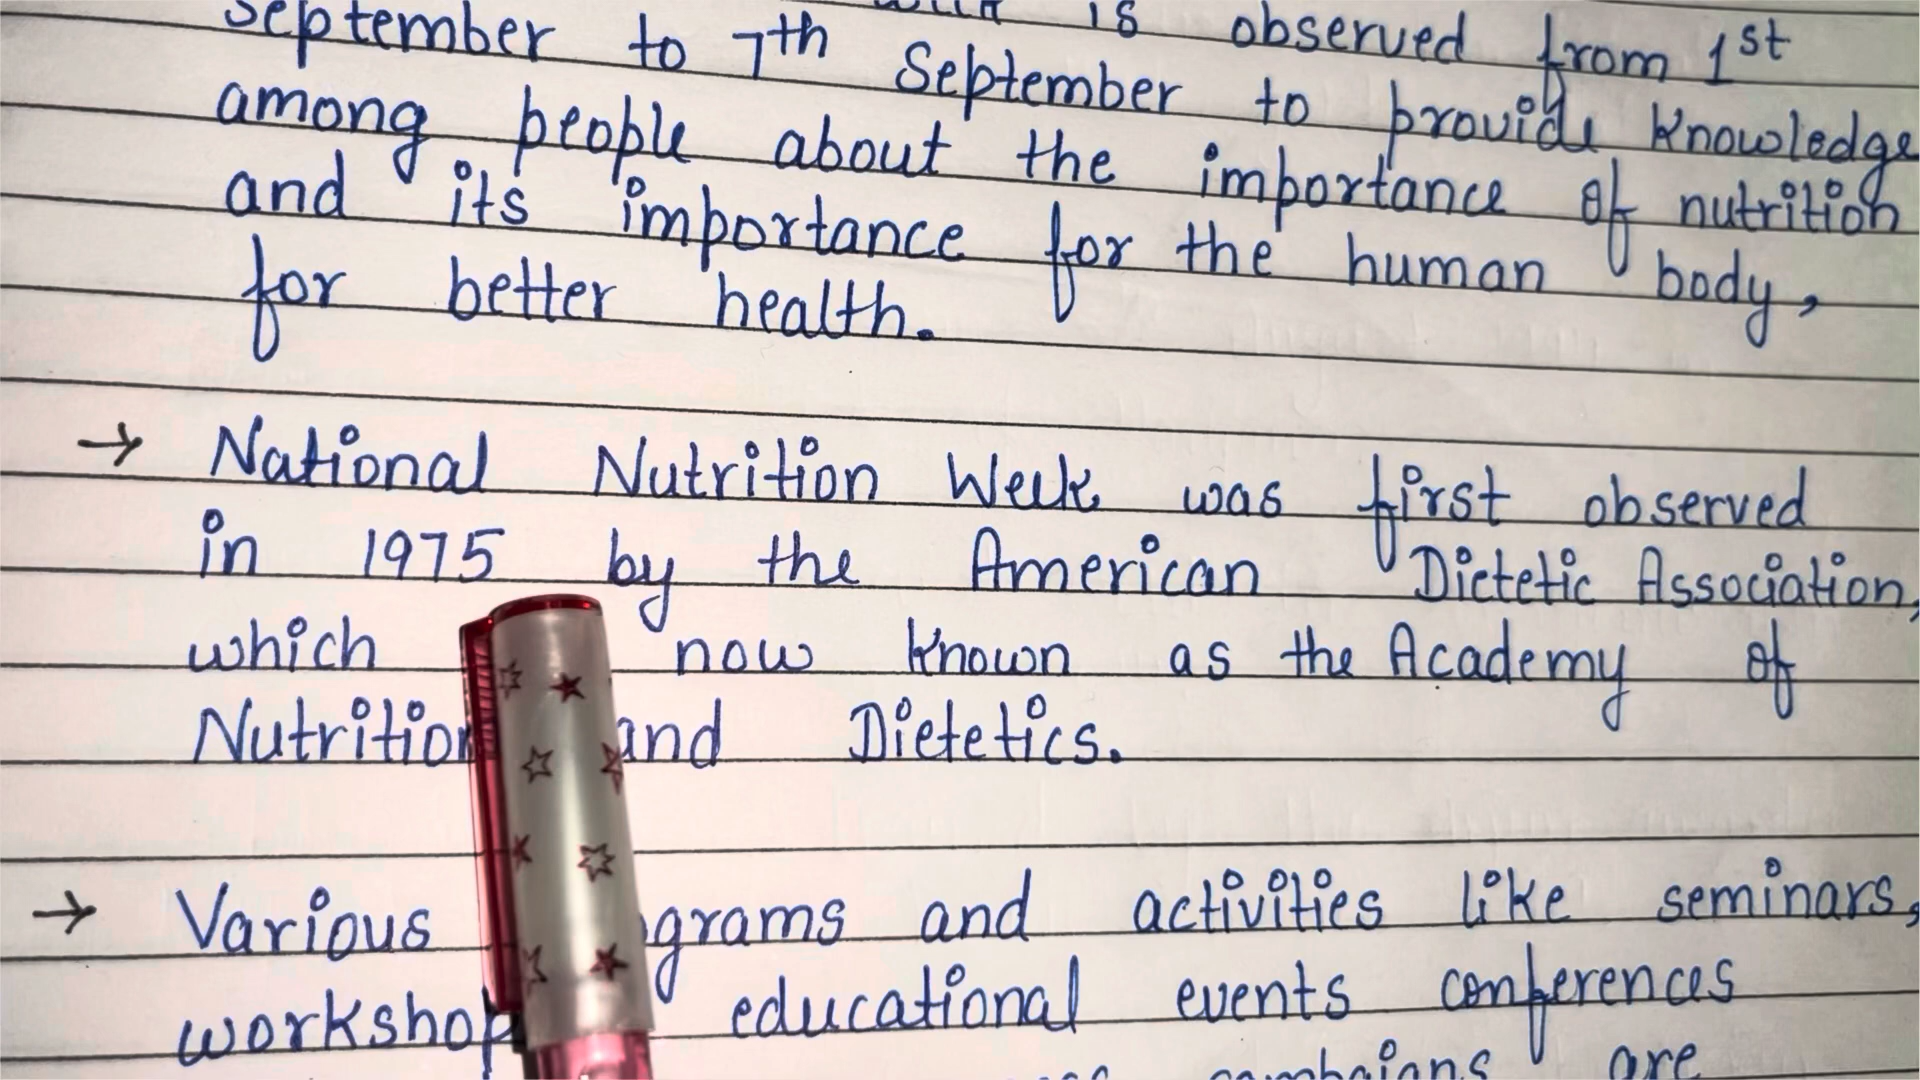 is observed from 1st
September to 7th September to provide knowledge
among people about the importance of nutrition
and its importance for the human body,
for better health.
→ National Nutrition Week was first observed
in 1975 by the American Dietetic Association,
which now known as the Academy of
Nutrition and Dietetics.
→ Various grams and activities like seminars,
workshop educational events conferences
campaigns are